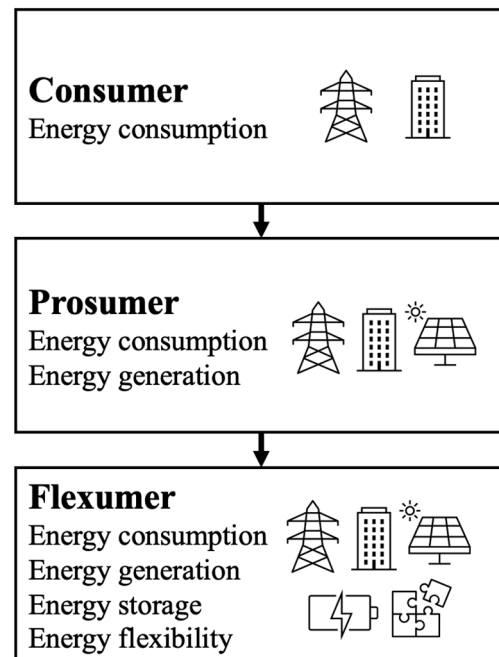 Consumer
Energy consumption
Prosumer
Energy consumption
Energy generation
Flexumer
Energy consumption
Energy generation
Energy storage
Energy flexibility